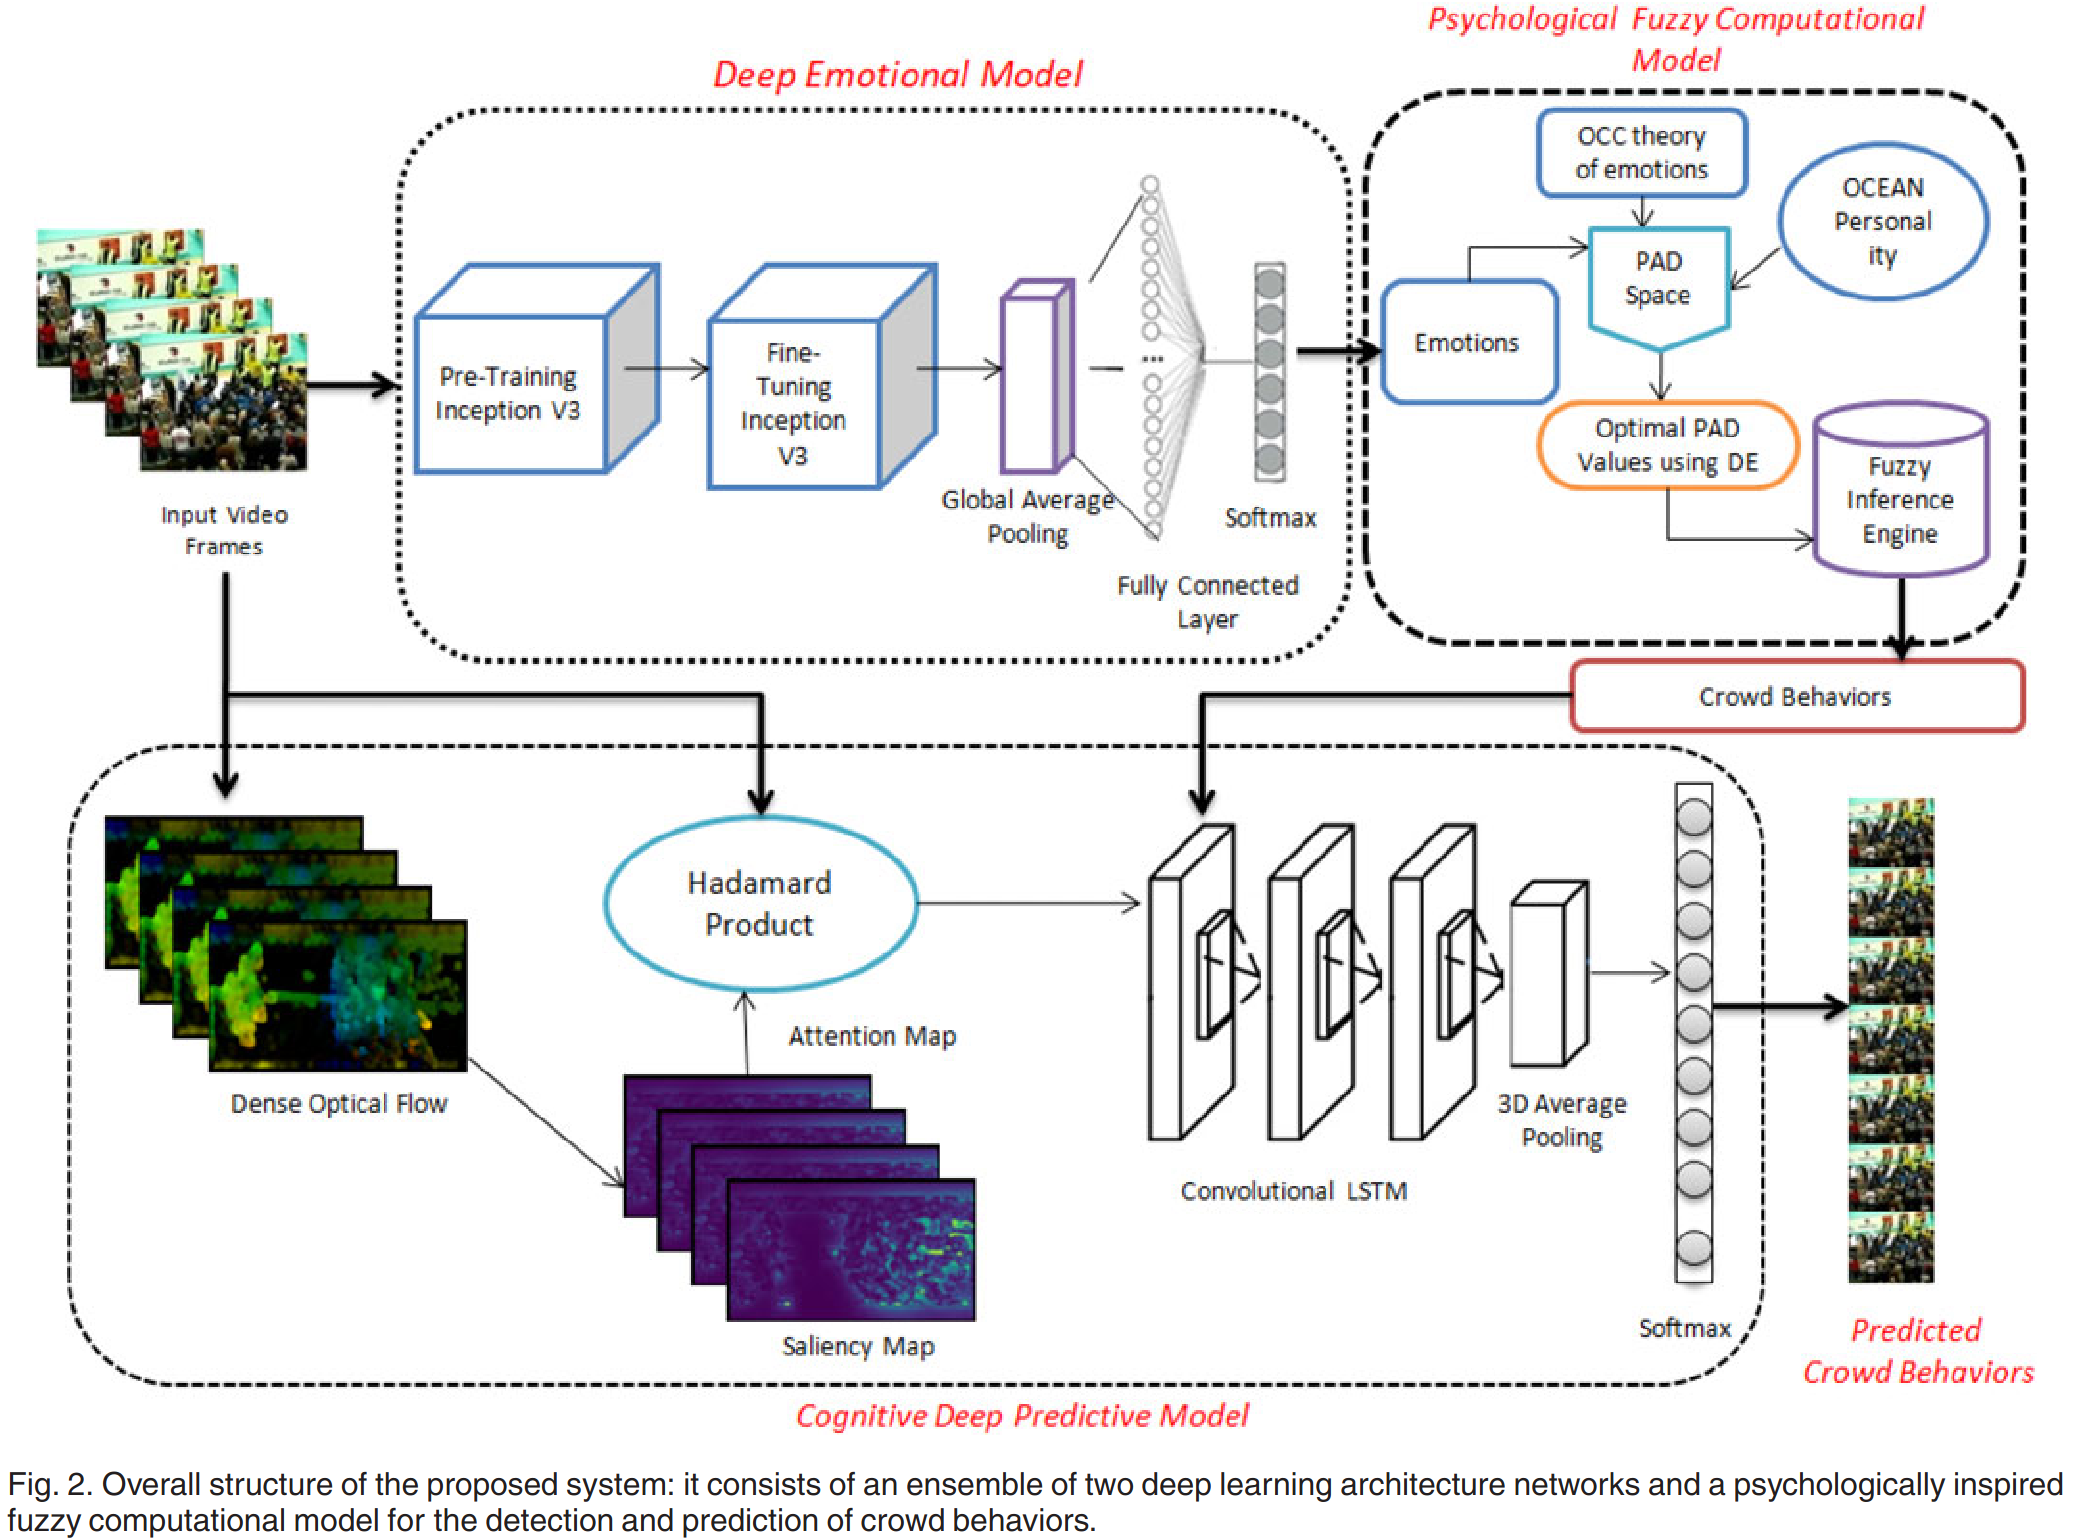 Psychological Fuzzy Computational
Model
Deep Emotional Model
OCC theory
of emotions
OCEAN
Personal
ity
PAD
Space
Emotions
Optimal PAD
Values using DE
Fuzzy
Inference
Engine
Pre-Training
Inception V3
Fine-
Tuning
Inception
V3
Global Average
Pooling
Softmax
Fully Connected
Layer
Input Video
Frames
Crowd Behaviors
Hadamard
Product
Attention Map
Dense Optical Flow
Saliency Map
Convolutional LSTM
3D Average
Pooling
Softmax
Predicted
Crowd Behaviors
Cognitive Deep Predictive Model
Fig. 2. Overall structure of the proposed system: it consists of an ensemble of two deep learning architecture networks and a psychologically inspired
fuzzy computational model for the detection and prediction of crowd behaviors.